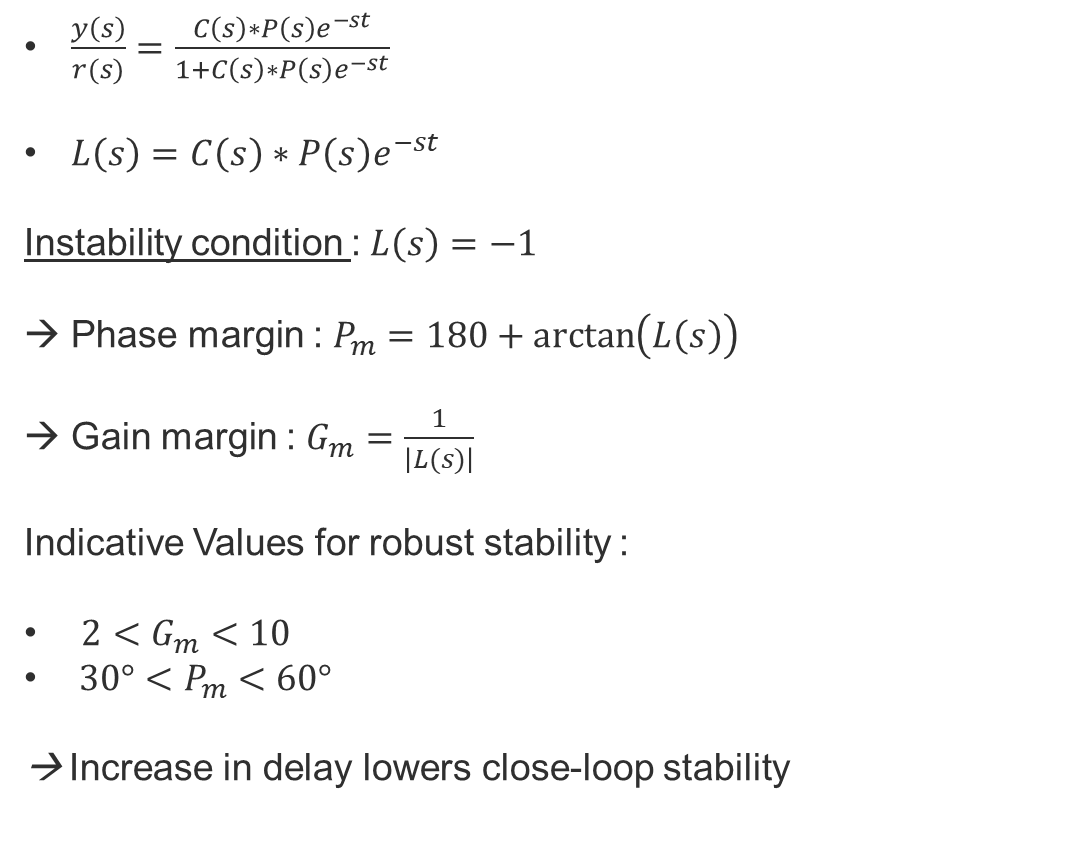 • y(s)/r(s) = C(s)*P(s)e^−st / 1+C(s)*P(s)e^−st
• L(s) = C(s) * P(s)e^−st
Instability condition : L(s) = −1
→ Phase margin : P_m = 180 + arctan(L(s))
→ Gain margin : G_m = 1/|L(s)|
Indicative Values for robust stability :
• 2 < G_m < 10
• 30° < P_m < 60°
→ Increase in delay lowers close-loop stability